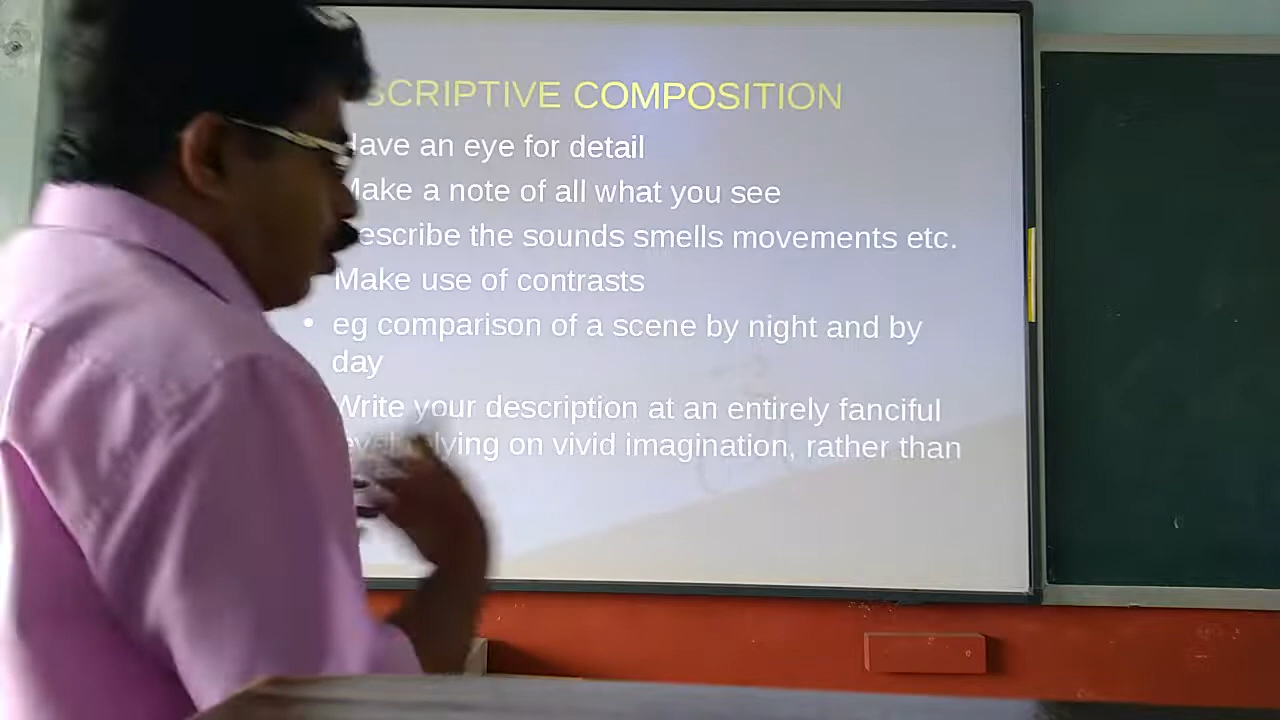 SCRIPTIVE COMPOSITION
Have an eye for detail
Make a note of all what you see
escribe the sounds smells movements etc.
Make use of contrasts
• eg comparison of a scene by night and by
day
Write your description at an entirely fanciful
on vivid imagination, rather than